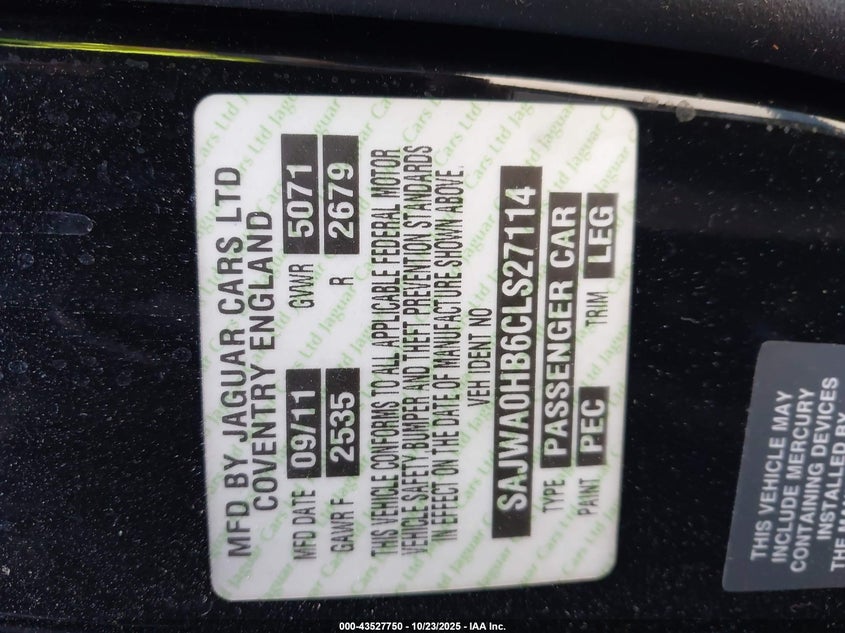 MFD BY JAGUAR CARS LTD
COVENTRY ENGLAND
MFD DATE 09/11 GVWR 5071
GAWR F 2535 R 2679
THIS VEHICLE CONFORMS TO ALL APPLICABLE FEDERAL MOTOR
VEHICLE SAFETY,BUMPER AND THEFT PREVENTION STANDARDS
IN EFFECT ON THE DATE OF MANUFACTURE SHOWN ABOVE.
VEH IDENT NO
SAJWA0HB6CLS27114
TYPE PASSENGER CAR
PAINT PEC TRIM LEG
THIS VEHICLE MAY
INCLUDE MERCURY
CONTAINING DEVICES
INSTALLED BY
000-43527750 - 10/23/2025 - IAA Inc.